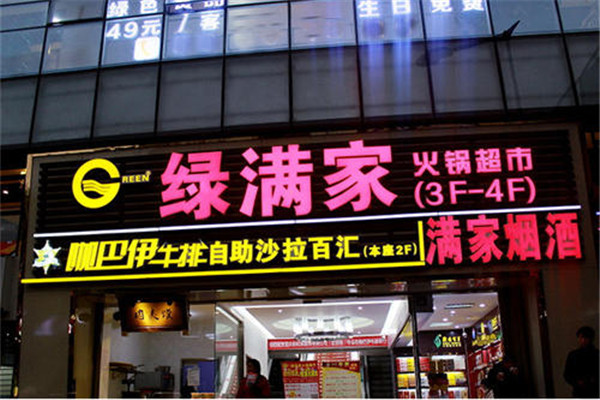 绿色
49元/客
生日免费
GREEN
绿满家
火锅超市
(3F-4F)
咖巴伊牛排自助沙拉百汇(本座2F)
满家烟酒